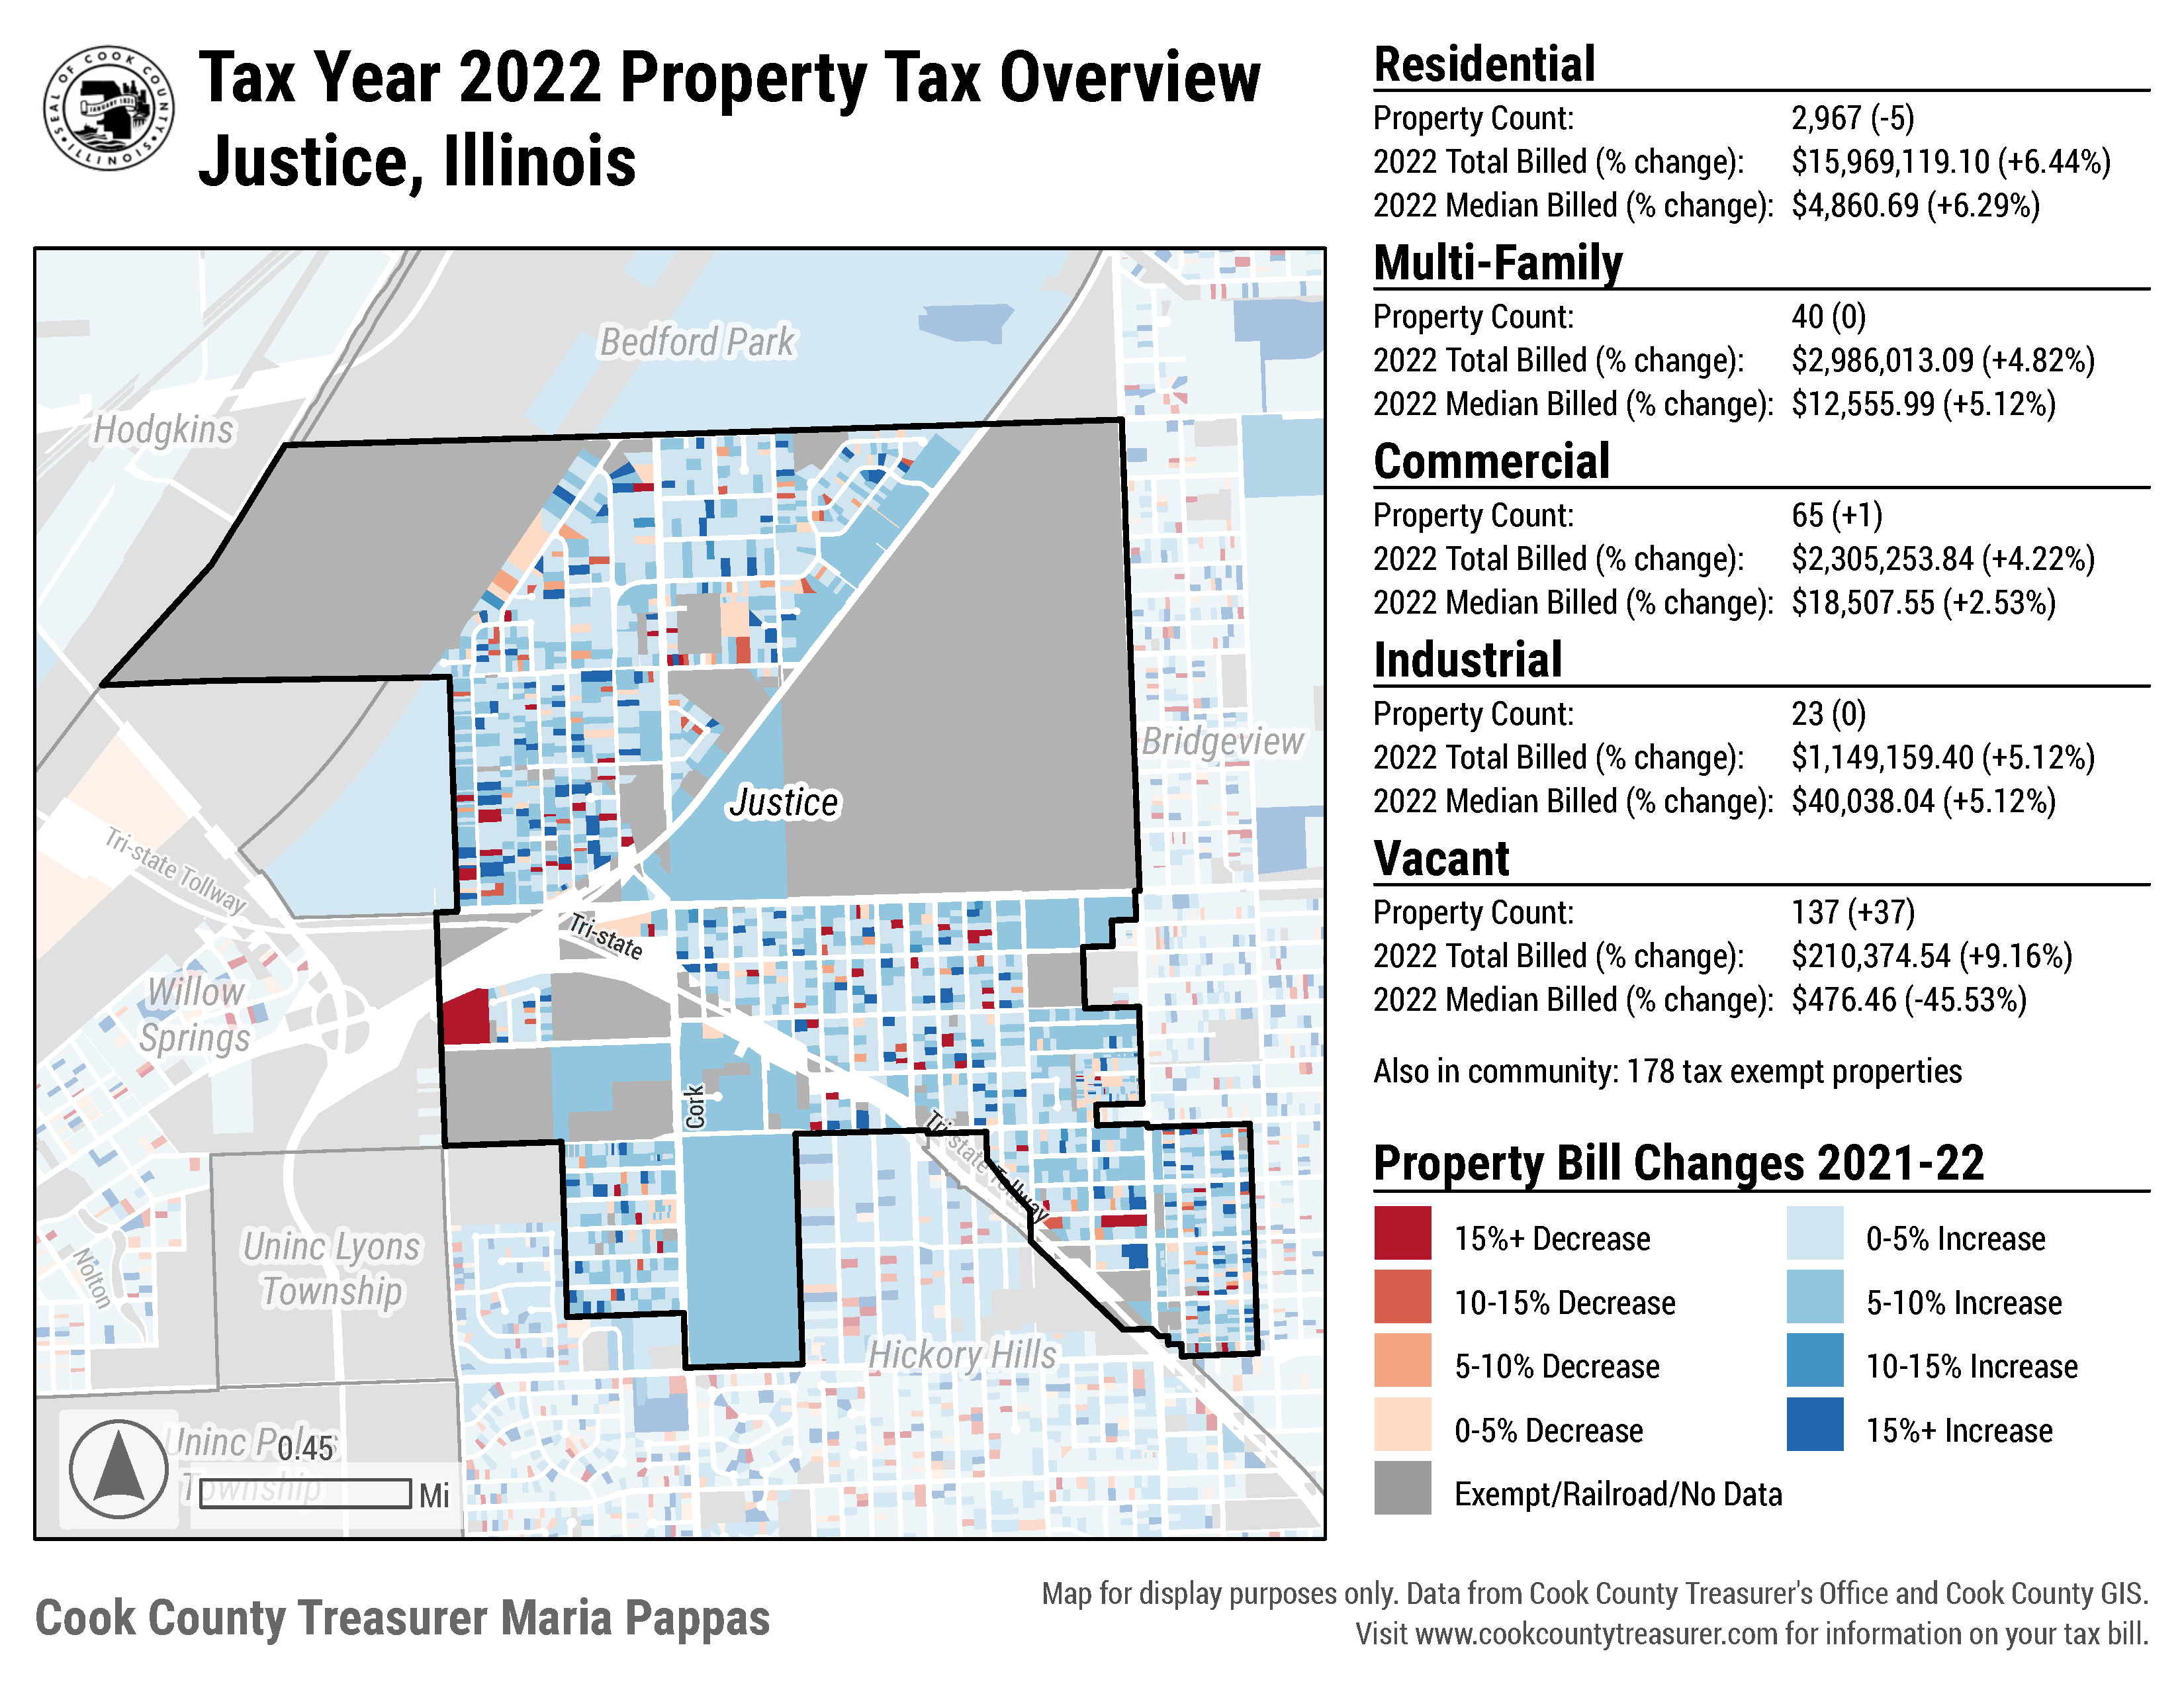 SEAL OF COOK COUNTY
JANUARY 1831
ILLINOIS
Tax Year 2022 Property Tax Overview
Justice, Illinois
Residential
Property Count: 2,967 (-5)
2022 Total Billed (% change): $15,969,119.10 (+6.44%)
2022 Median Billed (% change): $4,860.69 (+6.29%)
Multi-Family
Property Count: 40 (0)
2022 Total Billed (% change): $2,986,013.09 (+4.82%)
2022 Median Billed (% change): $12,555.99 (+5.12%)
Commercial
Property Count: 65 (+1)
2022 Total Billed (% change): $2,305,253.84 (+4.22%)
2022 Median Billed (% change): $18,507.55 (+2.53%)
Industrial
Property Count: 23 (0)
2022 Total Billed (% change): $1,149,159.40 (+5.12%)
2022 Median Billed (% change): $40,038.04 (+5.12%)
Vacant
Property Count: 137 (+37)
2022 Total Billed (% change): $210,374.54 (+9.16%)
2022 Median Billed (% change): $476.46 (-45.53%)
Also in community: 178 tax exempt properties
Property Bill Changes 2021-22
15%+ Decrease
0-5% Increase
10-15% Decrease
5-10% Increase
5-10% Decrease
10-15% Increase
0-5% Decrease
15%+ Increase
Exempt/Railroad/No Data
Bedford Park
Hodgkins
Bridgeview
Justice
Tri-state Tollway
Tri-state
Willow
Springs
Cork
Tri-state Tollway
Uninc Lyons
Township
Nolton
Hickory Hills
Uninc Palos
Township
0.45
Mi
Cook County Treasurer Maria Pappas
Map for display purposes only. Data from Cook County Treasurer's Office and Cook County GIS.
Visit www.cookcountytreasurer.com for information on your tax bill.